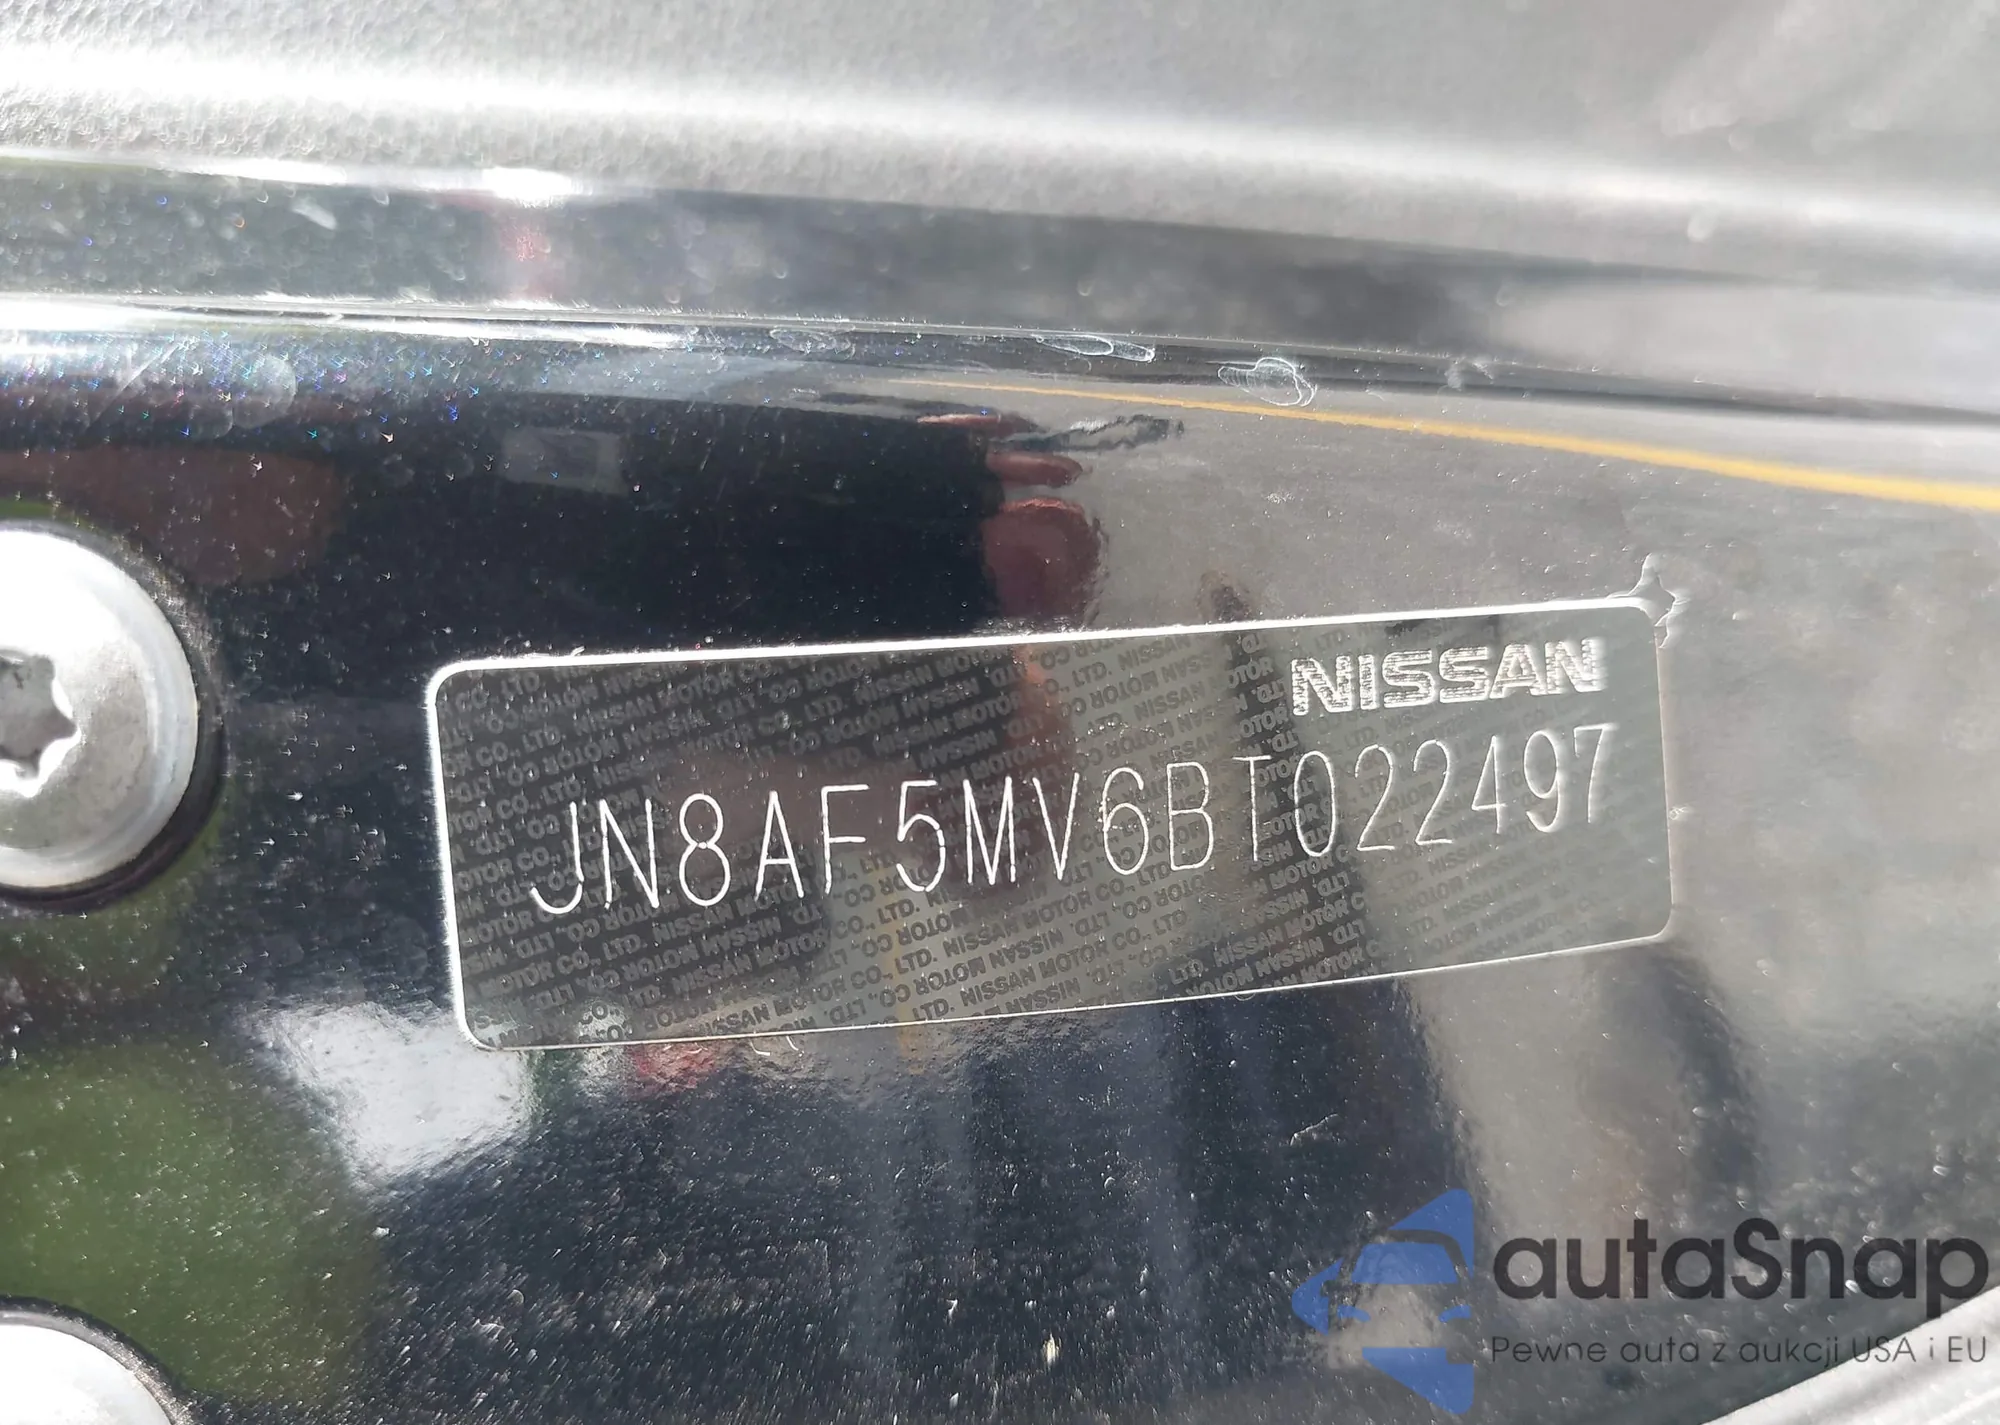 NISSAN
JN8AF5MV6BT022497
autaSnap
Pewne auta z aukcji USA i EU